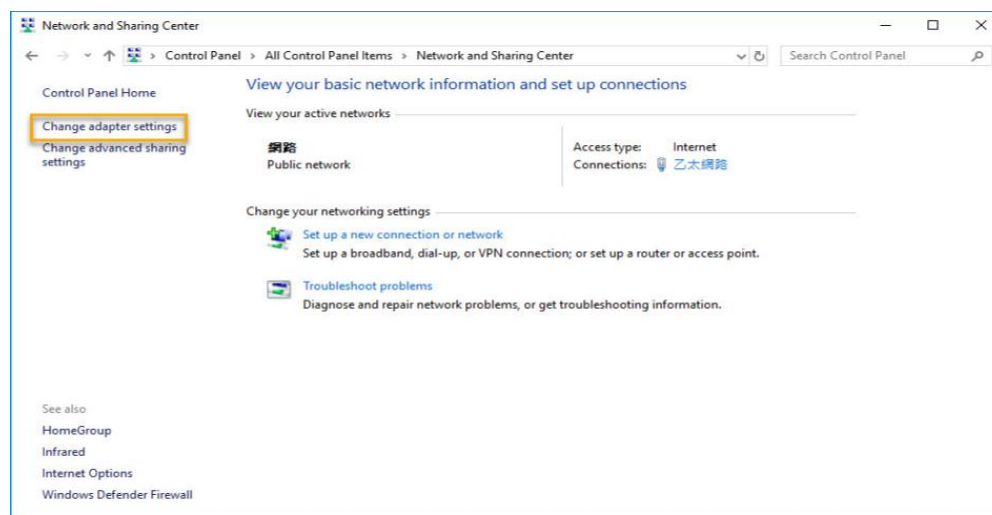 Network and Sharing Center
Control Panel > All Control Panel Items > Network and Sharing Center
Search Control Panel
Control Panel Home
Change adapter settings
Change advanced sharing
settings
View your basic network information and set up connections
View your active networks
網路
Public network
Access type: Internet
Connections: 乙太網路
Change your networking settings
Set up a new connection or network
Set up a broadband, dial-up, or VPN connection; or set up a router or access point.
Troubleshoot problems
Diagnose and repair network problems, or get troubleshooting information.
See also
HomeGroup
Infrared
Internet Options
Windows Defender Firewall